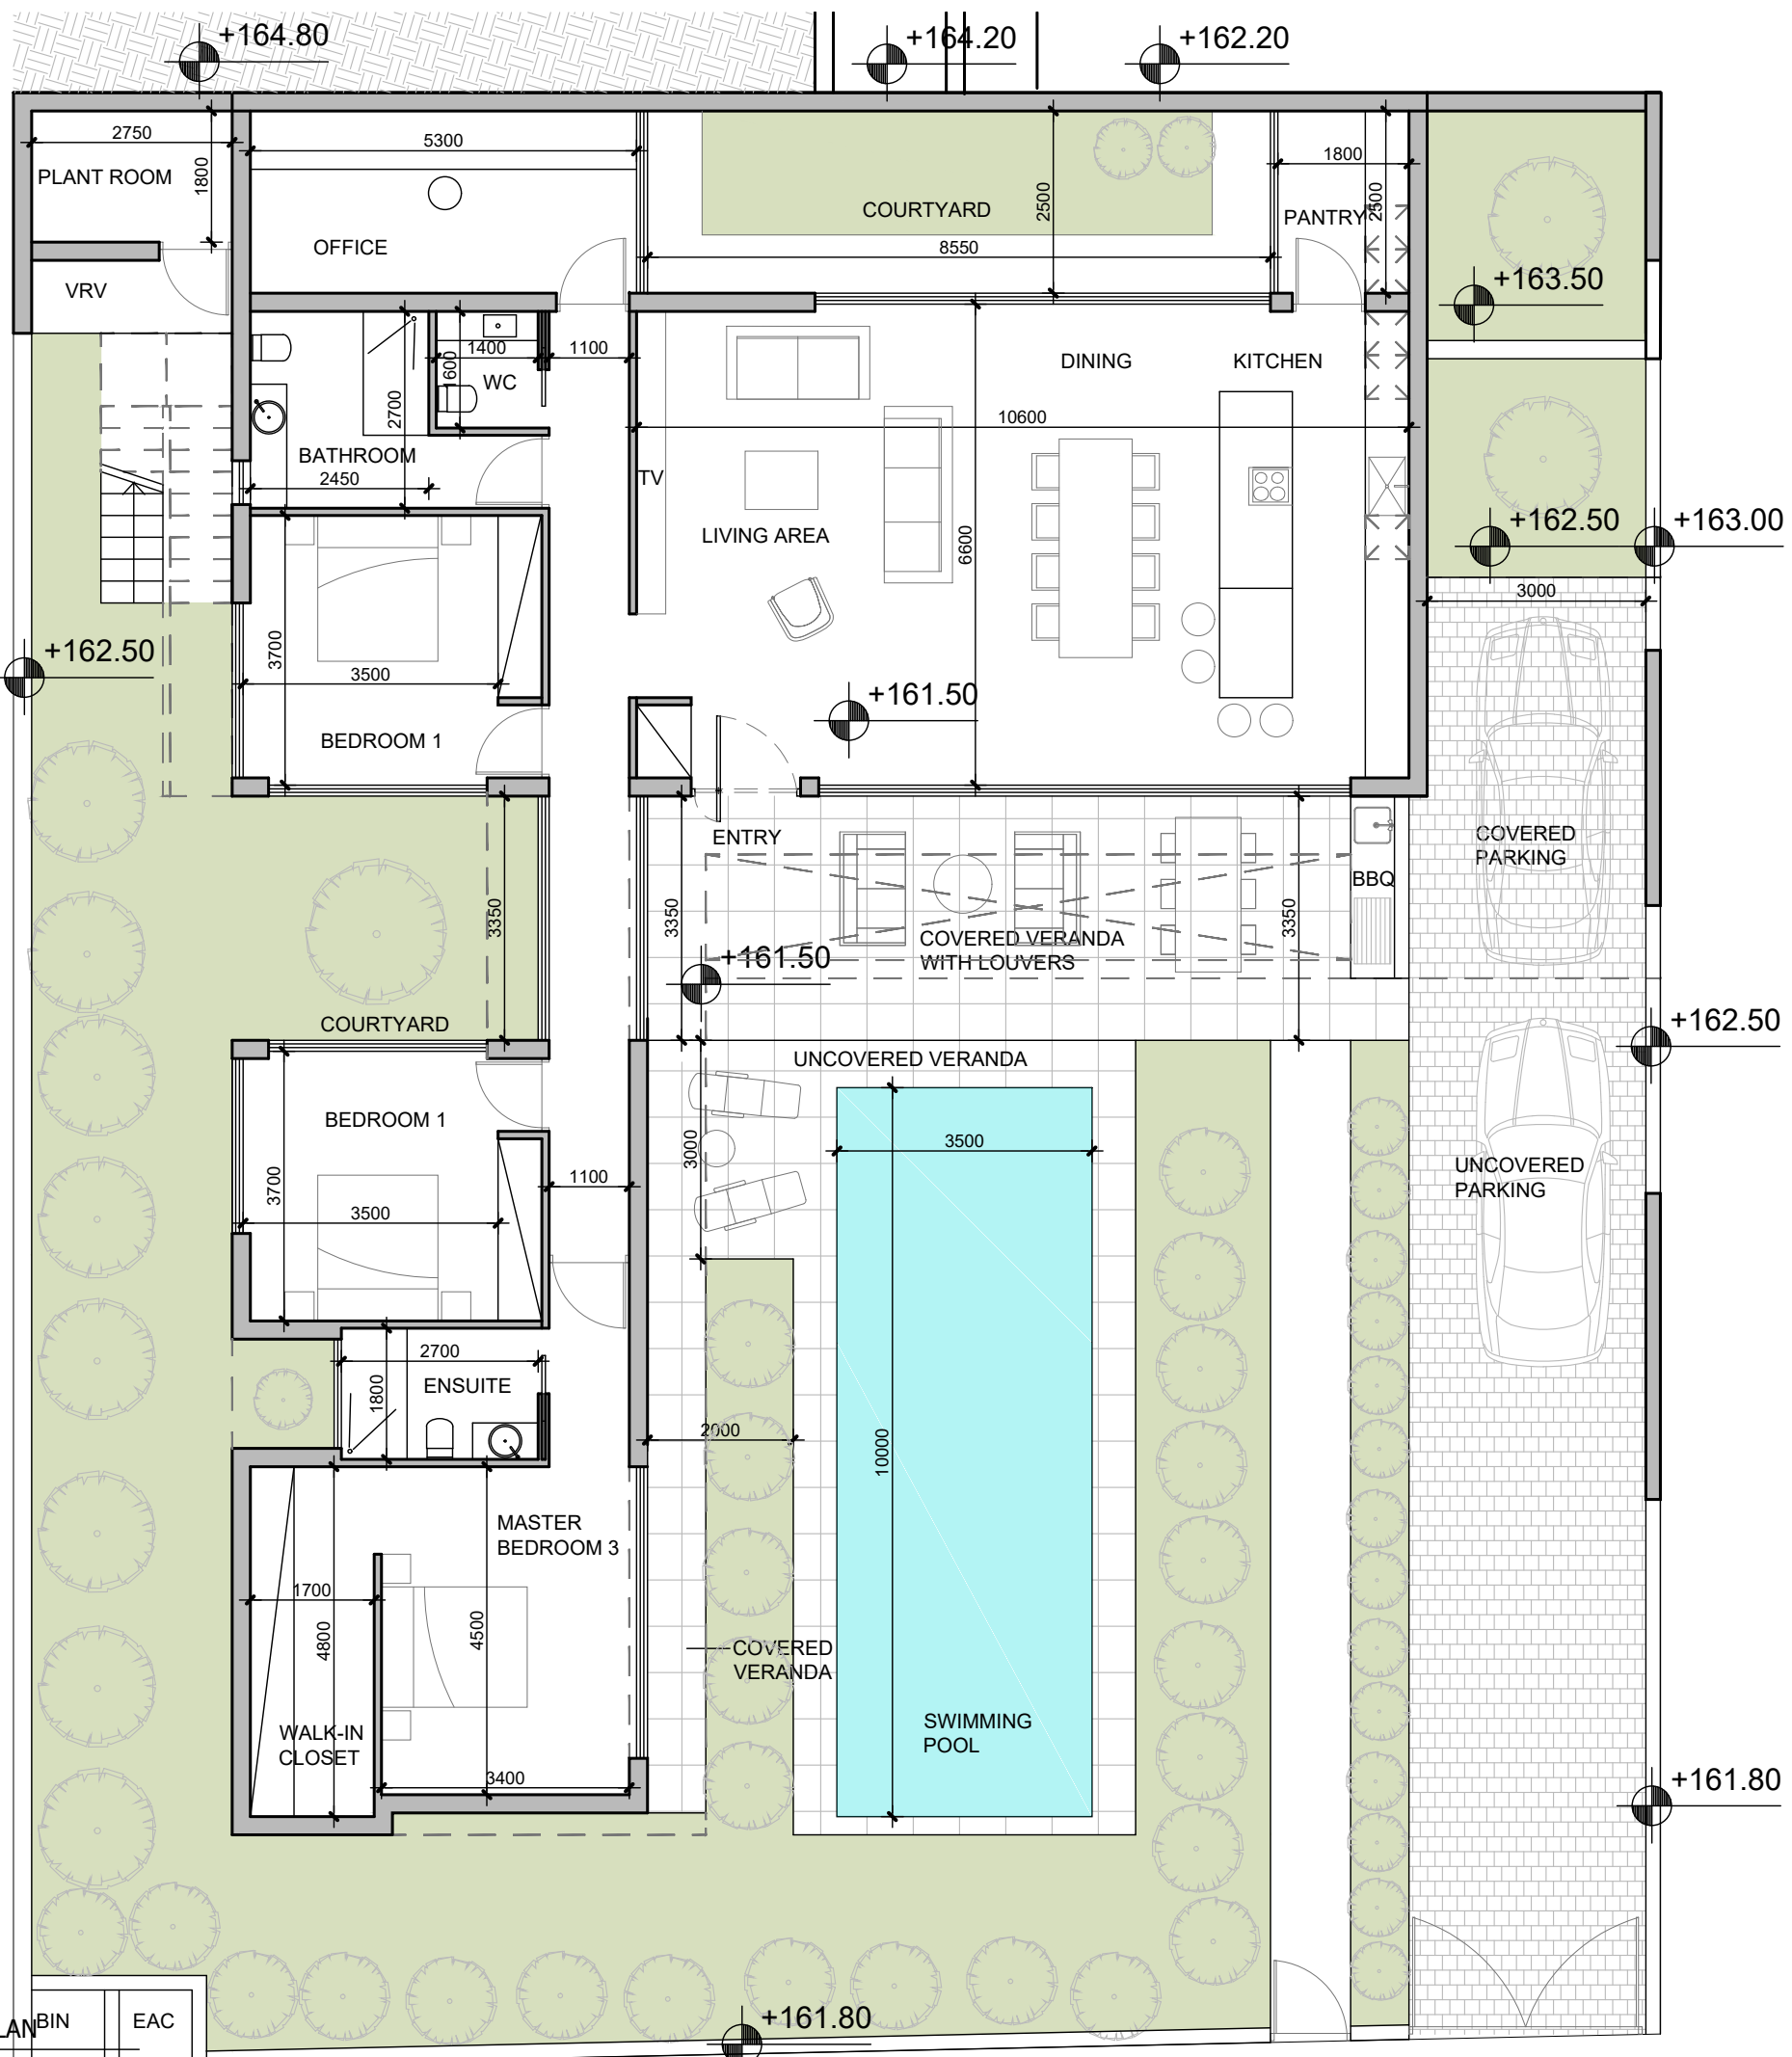 +164.80
+164.20
+162.20
2750
5300
1800
PLANT ROOM
1800
COURTYARD
2500
PANTRY
2500
OFFICE
8550
VRV
+163.50
1400
1100
1600
WC
DINING
KITCHEN
2700
10600
BATHROOM
2450
TV
LIVING AREA
6600
+162.50
+163.00
3000
+162.50
3700
3500
+161.50
BEDROOM 1
ENTRY
COVERED
PARKING
BBQ
3350
3350
3350
COVERED VERANDA
WITH LOUVERS
+161.50
COURTYARD
+162.50
UNCOVERED VERANDA
BEDROOM 1
3000
3500
UNCOVERED
PARKING
3700
1100
3500
2700
ENSUITE
1800
2000
10000
MASTER
BEDROOM 3
1700
4800
4500
COVERED
VERANDA
SWIMMING
POOL
WALK-IN
CLOSET
3400
+161.80
+161.80
LAN
BIN
EAC